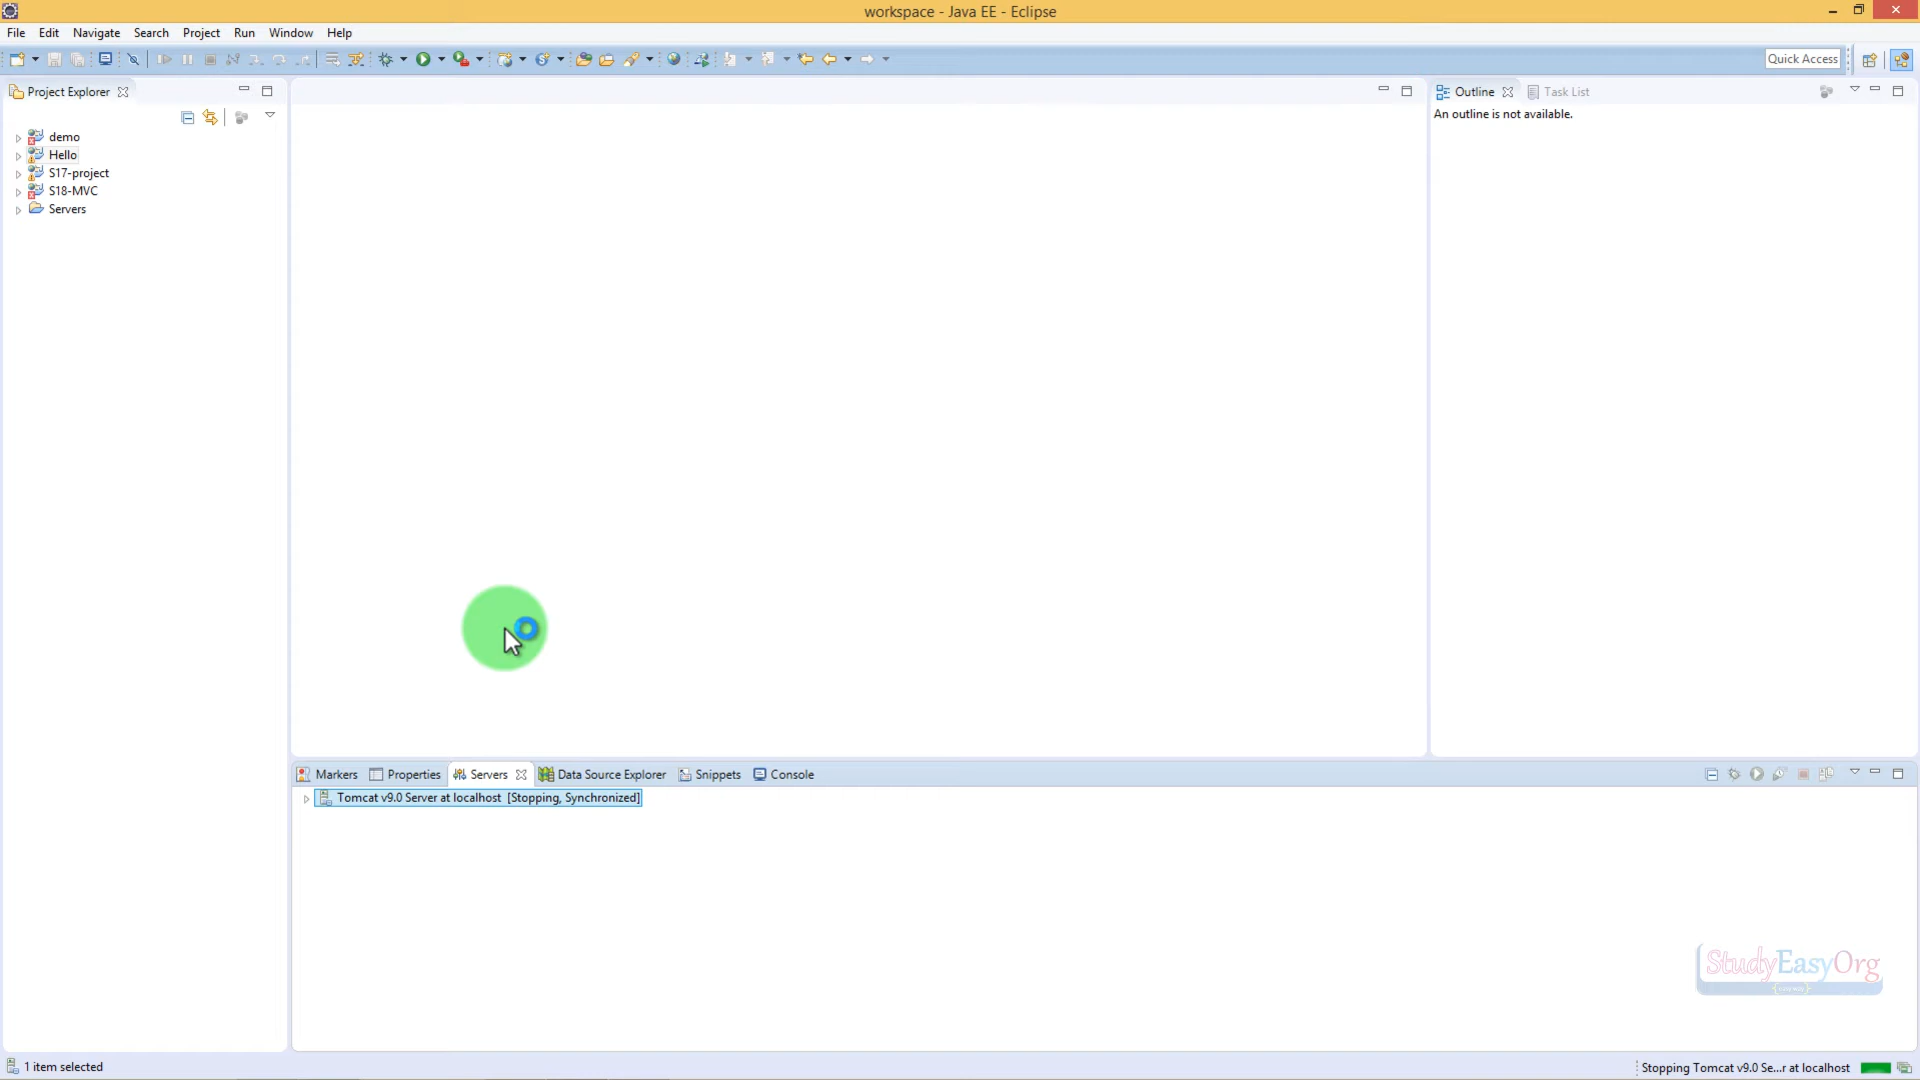 workspace - Java EE - Eclipse
File Edit Navigate Search Project Run Window Help
Quick Access
Project Explorer
demo
Hello
S17-project
S18-MVC
Servers
Outline Task List
An outline is not available.
Markers Properties Servers Data Source Explorer Snippets Console
Tomcat v9.0 Server at localhost [Stopping, Synchronized]
StudyEasyOrg
1 item selected
Stopping Tomcat v9.0 Se...r at localhost